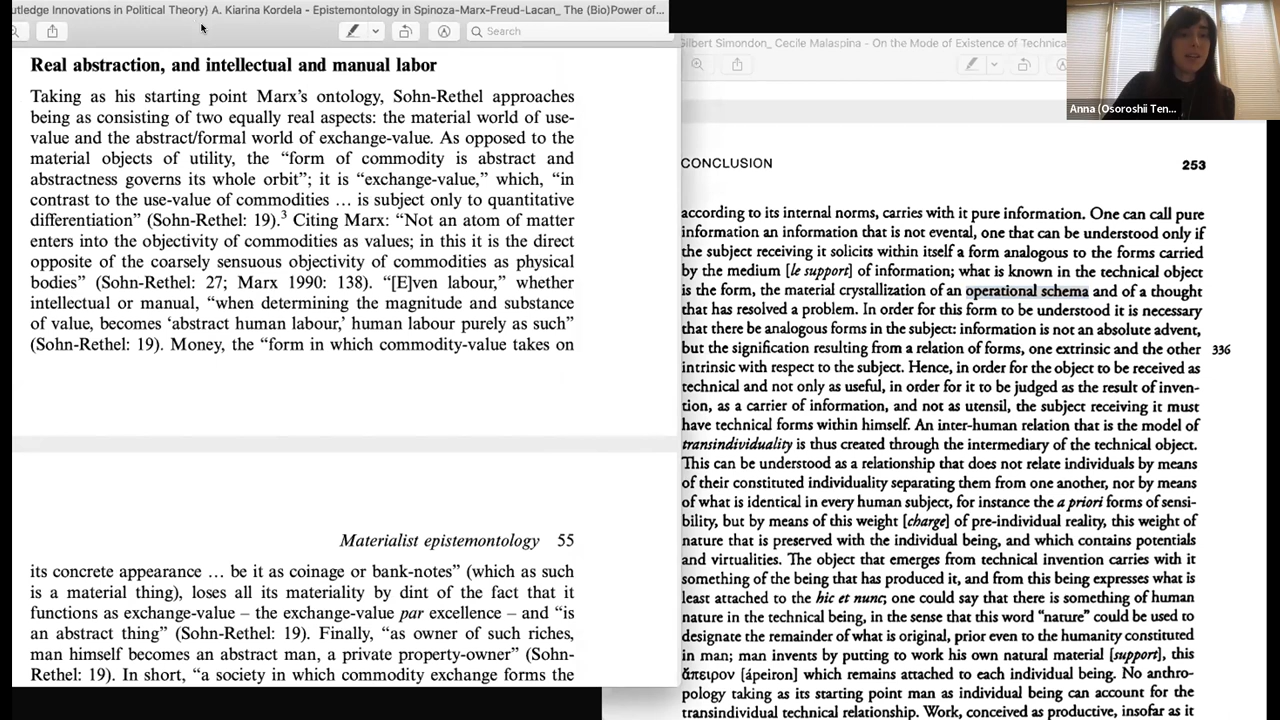 utledge Innovations in Political Theory) A. Kiarina Kordela - Epistemontology in Spinoza-Marx-Freud-Lacan_ The (Bio)Power of...
Search
Real abstraction, and intellectual and manual labor
Taking as his starting point Marx's ontology, Sohn-Rethel approaches
being as consisting of two equally real aspects: the material world of use-
value and the abstract/formal world of exchange-value. As opposed to the
material objects of utility, the “form of commodity is abstract and
abstractness governs its whole orbit”; it is “exchange-value,” which, “in
contrast to the use-value of commodities … is subject only to quantitative
differentiation” (Sohn-Rethel: 19).³ Citing Marx: “Not an atom of matter
enters into the objectivity of commodities as values; in this it is the direct
opposite of the coarsely sensuous objectivity of commodities as physical
bodies” (Sohn-Rethel: 27; Marx 1990: 138). “[E]ven labour,” whether
intellectual or manual, “when determining the magnitude and substance
of value, becomes ‘abstract human labour,’ human labour purely as such”
(Sohn-Rethel: 19). Money, the “form in which commodity-value takes on
Materialist epistemontology 55
its concrete appearance … be it as coinage or bank-notes” (which as such
is a material thing), loses all its materiality by dint of the fact that it
functions as exchange-value – the exchange-value par excellence – and “is
an abstract thing” (Sohn-Rethel: 19). Finally, “as owner of such riches,
man himself becomes an abstract man, a private property-owner” (Sohn-
Rethel: 19). In short, “a society in which commodity exchange forms the
ilbert Simondon_ Cecile Malaspina - On the Mode of Existence of Technica
Anna (Osoroshii Ten...
CONCLUSION 253
according to its internal norms, carries with it pure information. One can call pure
information an information that is not evental, one that can be understood only if
the subject receiving it solicits within itself a form analogous to the forms carried
by the medium [le support] of information; what is known in the technical object
is the form, the material crystallization of an operational schema and of a thought
that has resolved a problem. In order for this form to be understood it is necessary
that there be analogous forms in the subject: information is not an absolute advent,
but the signification resulting from a relation of forms, one extrinsic and the other 336
intrinsic with respect to the subject. Hence, in order for the object to be received as
technical and not only as useful, in order for it to be judged as the result of inven-
tion, as a carrier of information, and not as utensil, the subject receiving it must
have technical forms within himself. An inter-human relation that is the model of
transindividuality is thus created through the intermediary of the technical object.
This can be understood as a relationship that does not relate individuals by means
of their constituted individuality separating them from one another, nor by means
of what is identical in every human subject, for instance the a priori forms of sensi-
bility, but by means of this weight [charge] of pre-individual reality, this weight of
nature that is preserved with the individual being, and which contains potentials
and virtualities. The object that emerges from technical invention carries with it
something of the being that has produced it, and from this being expresses what is
least attached to the hic et nunc; one could say that there is something of human
nature in the technical being, in the sense that this word “nature” could be used to
designate the remainder of what is original, prior even to the humanity constituted
in man; man invents by putting to work his own natural material [support], this
ἄπειρον [ápeiron] which remains attached to each individual being. No anthro-
pology taking as its starting point man as individual being can account for the
transindividual technical relationship. Work, conceived as productive, insofar as it